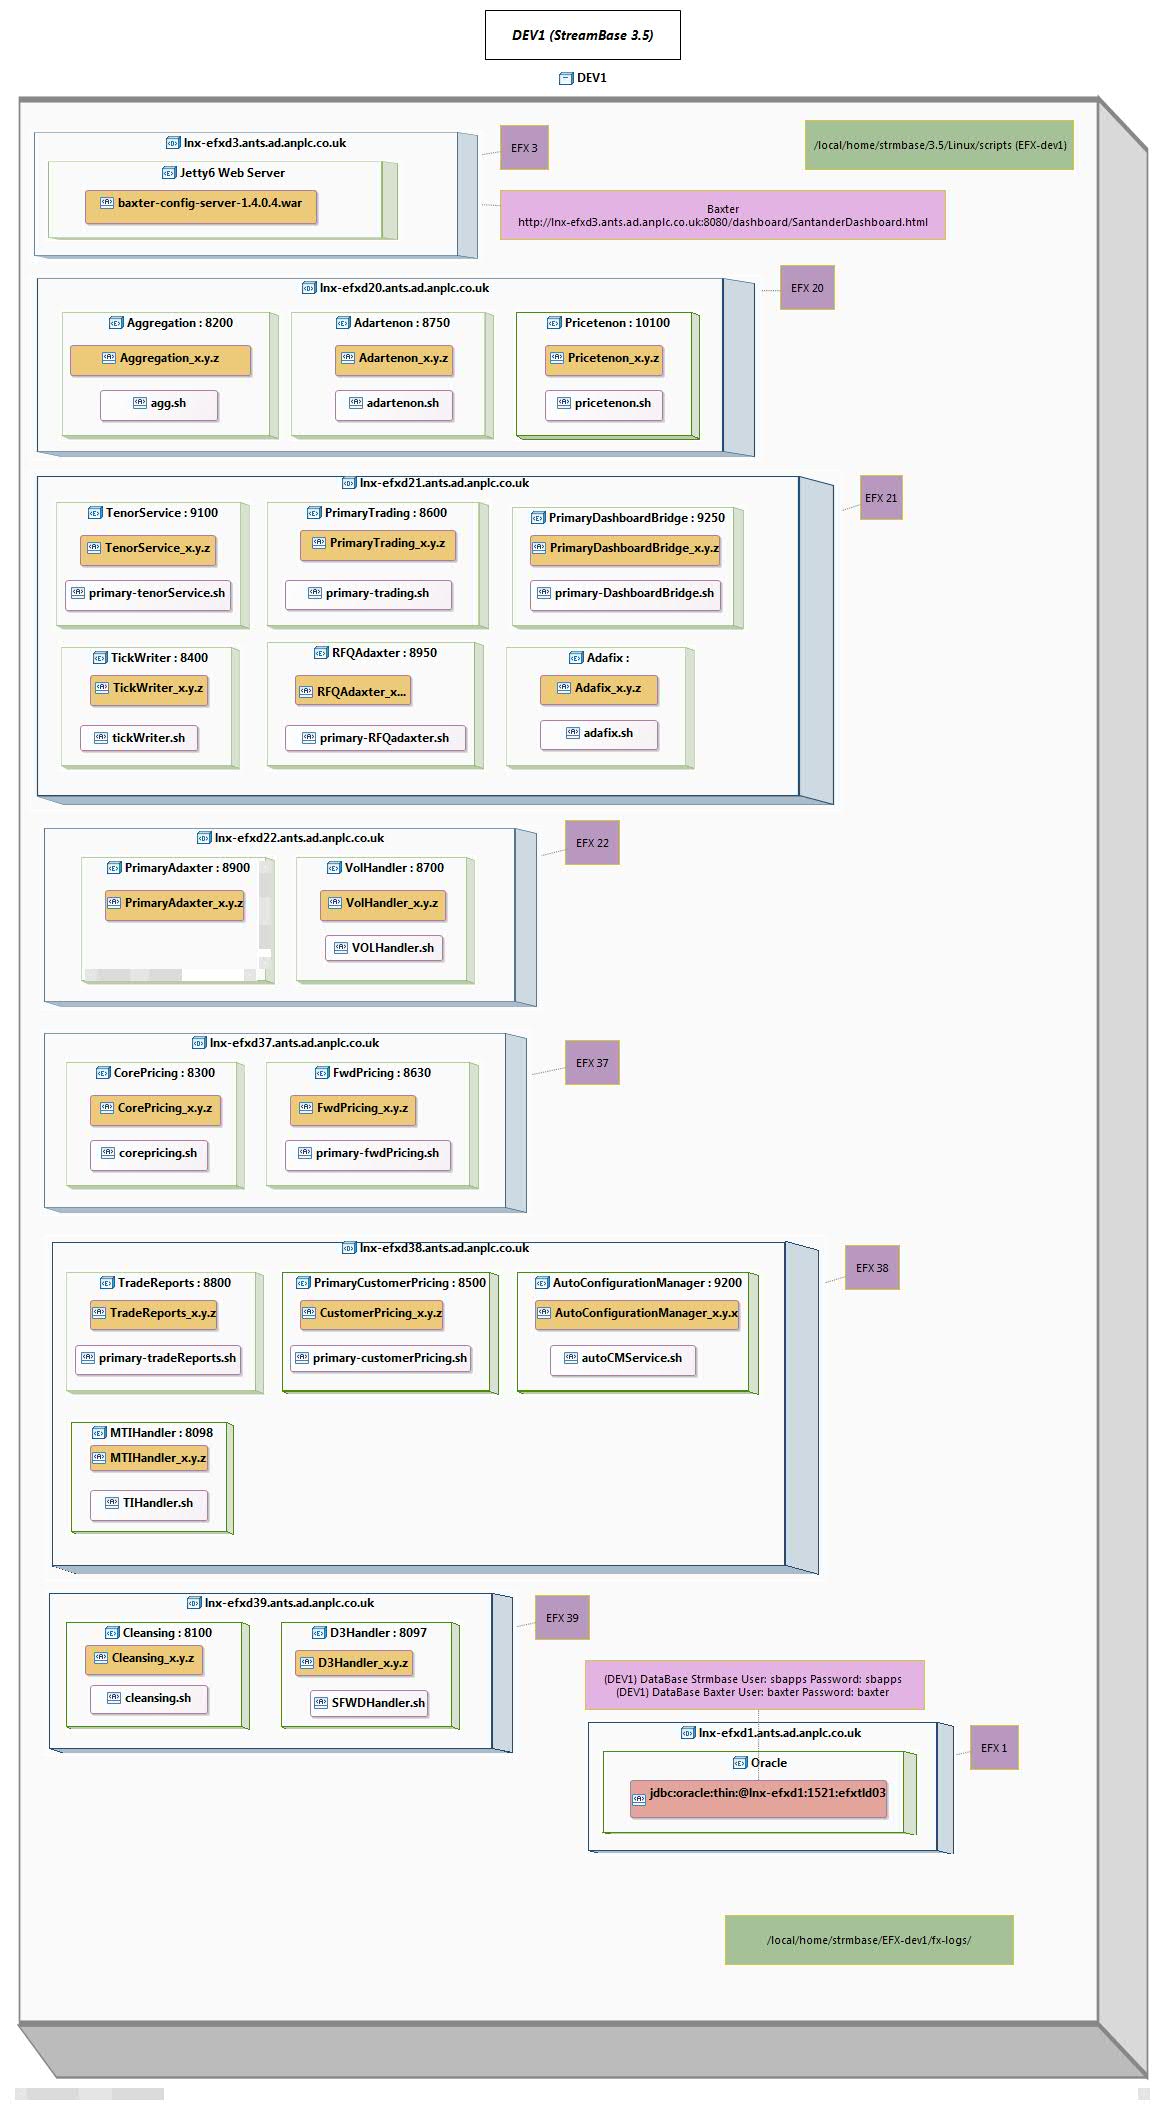 DEV1 (StreamBase 3.5)
DEV1
lnx-efxd3.ants.ad.anplc.co.uk
EFX 3
/local/home/strmbase/3.5/Linux/scripts (EFX-dev1)
Jetty6 Web Server
baxter-config-server-1.4.0.4.war
Baxter
http://lnx-efxd3.ants.ad.anplc.co.uk:8080/dashboard/SantanderDashboard.html
lnx-efxd20.ants.ad.anplc.co.uk
EFX 20
Aggregation : 8200
Adartenon : 8750
Pricetenon : 10100
Aggregation_x.y.z
Adartenon_x.y.z
Pricetenon_x.y.z
agg.sh
adartenon.sh
pricetenon.sh
lnx-efxd21.ants.ad.anplc.co.uk
EFX 21
TenorService : 9100
PrimaryTrading : 8600
PrimaryDashboardBridge : 9250
TenorService_x.y.z
PrimaryTrading_x.y.z
PrimaryDashboardBridge_x.y.z
primary-tenorService.sh
primary-trading.sh
primary-DashboardBridge.sh
TickWriter : 8400
RFQAdaxter : 8950
Adafix :
TickWriter_x.y.z
RFQAdaxter_x...
Adafix_x.y.z
tickWriter.sh
primary-RFQadaxter.sh
adafix.sh
lnx-efxd22.ants.ad.anplc.co.uk
EFX 22
PrimaryAdaxter : 8900
VolHandler : 8700
PrimaryAdaxter_x.y.z
VolHandler_x.y.z
VOLHandler.sh
lnx-efxd37.ants.ad.anplc.co.uk
EFX 37
CorePricing : 8300
FwdPricing : 8630
CorePricing_x.y.z
FwdPricing_x.y.z
corepricing.sh
primary-fwdPricing.sh
lnx-efxd38.ants.ad.anplc.co.uk
EFX 38
TradeReports : 8800
PrimaryCustomerPricing : 8500
AutoConfigurationManager : 9200
TradeReports_x.y.z
CustomerPricing_x.y.z
AutoConfigurationManager_x.y.x
primary-tradeReports.sh
primary-customerPricing.sh
autoCMService.sh
MTIHandler : 8098
MTIHandler_x.y.z
TIHandler.sh
lnx-efxd39.ants.ad.anplc.co.uk
EFX 39
Cleansing : 8100
D3Handler : 8097
Cleansing_x.y.z
D3Handler_x.y.z
cleansing.sh
SFWDHandler.sh
(DEV1) DataBase Strmbase User: sbapps Password: sbapps
(DEV1) DataBase Baxter User: baxter Password: baxter
lnx-efxd1.ants.ad.anplc.co.uk
EFX 1
Oracle
jdbc:oracle:thin:@lnx-efxd1:1521:efxtld03
/local/home/strmbase/EFX-dev1/fx-logs/